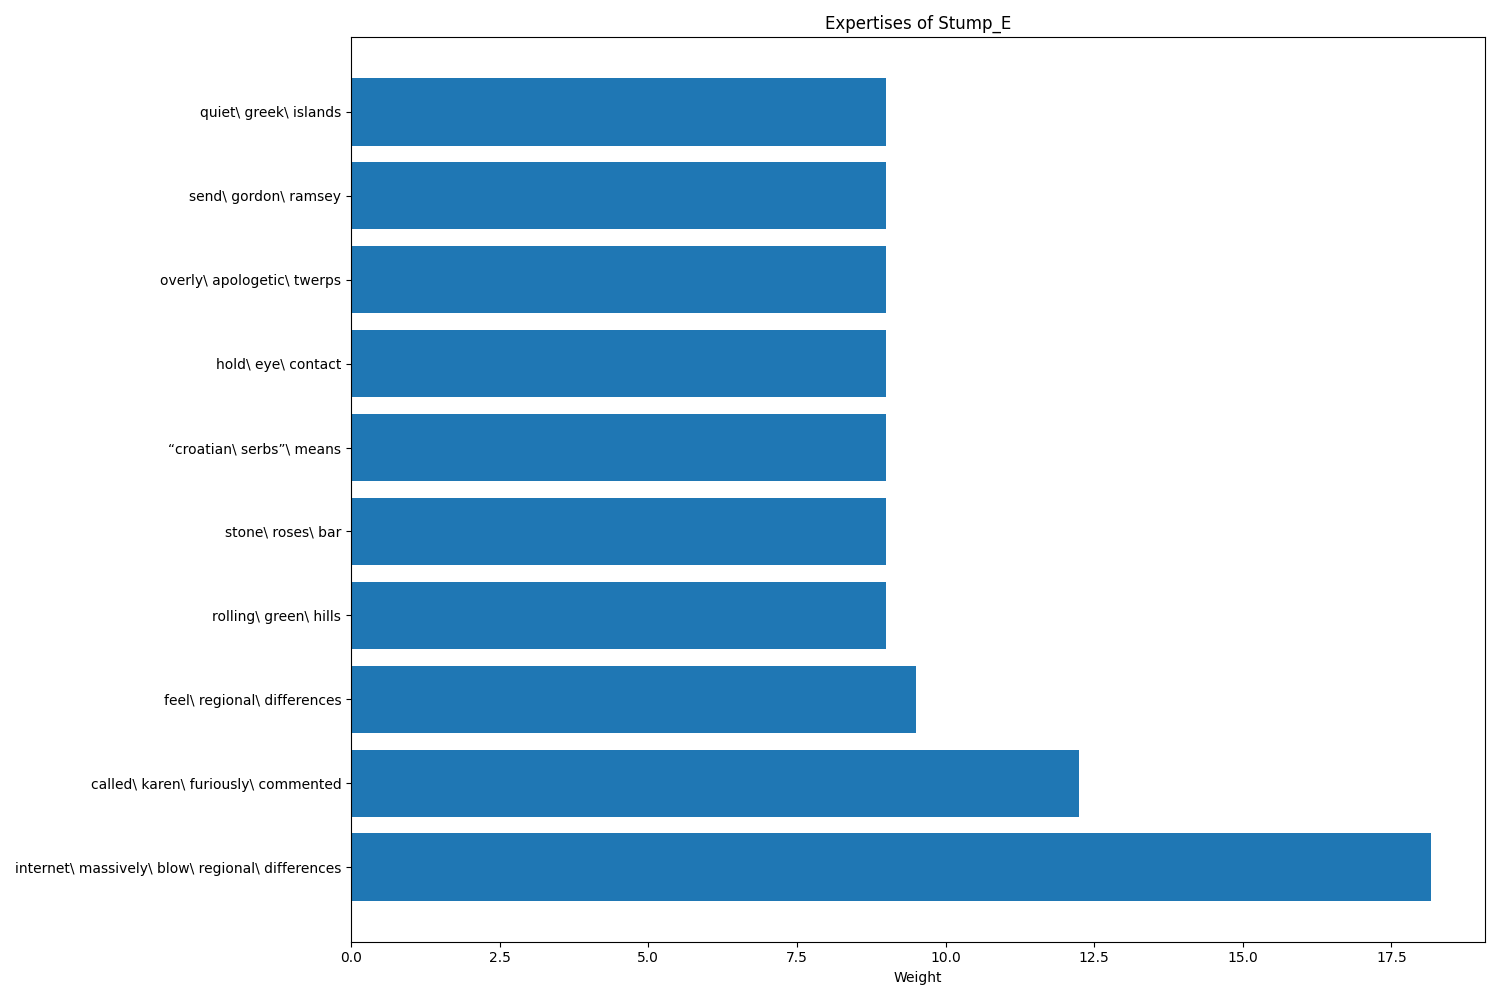 Expertises of Stump_E
quiet\ greek\ islands
send\ gordon\ ramsey
overly\ apologetic\ twerps
hold\ eye\ contact
“croatian\ serbs”\ means
stone\ roses\ bar
rolling\ green\ hills
feel\ regional\ differences
called\ karen\ furiously\ commented
internet\ massively\ blow\ regional\ differences
0.0 2.5 5.0 7.5 10.0 12.5 15.0 17.5
Weight